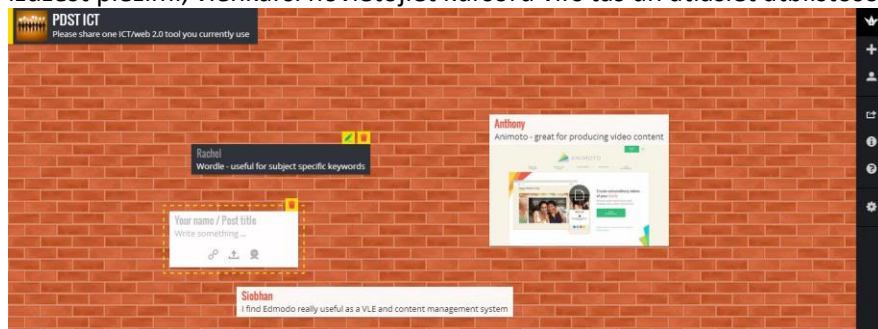 PDST ICT
Please share one ICT/web 2.0 tool you currently use
Anthony
Animoto - great for producing video content
ANIMOTO
Rachel
Wordle - useful for subject specific keywords
Your name / Post title
Write something ...
Siobhan
I find Edmodo really useful as a VLE and content management system